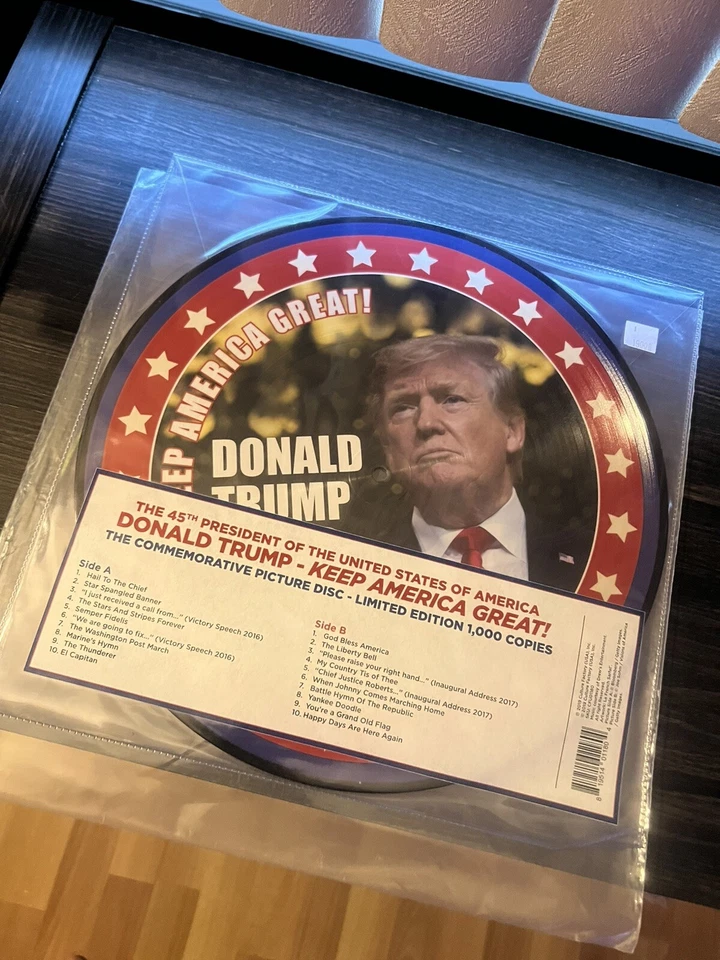 KEEP AMERICA GREAT!
DONALD
TRUMP
THE 45TH PRESIDENT OF THE UNITED STATES OF AMERICA
DONALD TRUMP - KEEP AMERICA GREAT!
THE COMMEMORATIVE PICTURE DISC - LIMITED EDITION 1,000 COPIES
Side A
1. Hail To The Chief
2. Star Spangled Banner
3. "I just received a call from..." (Victory Speech 2016)
4. The Stars And Stripes Forever
5. Semper Fidelis
6. "We are going to fix..." (Victory Speech 2016)
7. The Washington Post March
8. Marine's Hymn
9. The Thunderer
10. El Capitan
Side B
1. God Bless America
2. The Liberty Bell
3. "Please raise your right hand..." (Inaugural Address 2017)
4. My Country Tis of Thee
5. "Chief Justice Roberts..." (Inaugural Address 2017)
6. When Johnny Comes Marching Home
7. Battle Hymn Of The Republic
8. Yankee Doodle
9. You're a Grand Old Flag
10. Happy Days Are Here Again
8 19514 01180 4